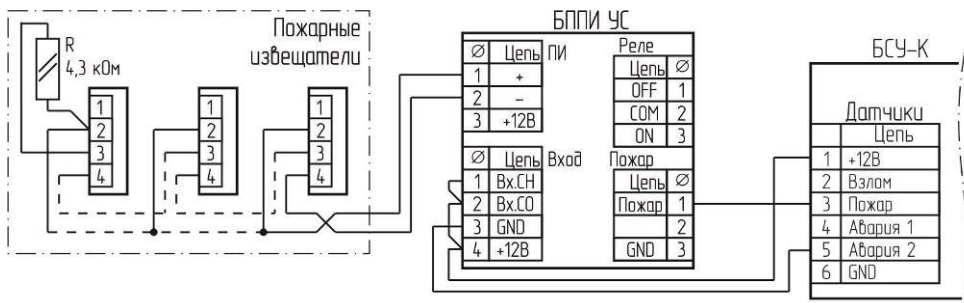 Пожарные
извещатели
R
4,3 кОм
1
2
3
4
1
2
3
4
1
2
3
4
БППИ УС
ПИ
Ø Цепь
1 +
2 –
3 +12В
Реле
Цепь Ø
OFF 1
COM 2
ON 3
Вход
Ø Цепь
1 Вх.СН
2 Вх.СО
3 GND
4 +12В
Пожар
Цепь Ø
Пожар 1
2
GND 3
БСУ-К
Датчики
Цепь
1 +12В
2 Взлом
3 Пожар
4 Авария 1
5 Авария 2
6 GND